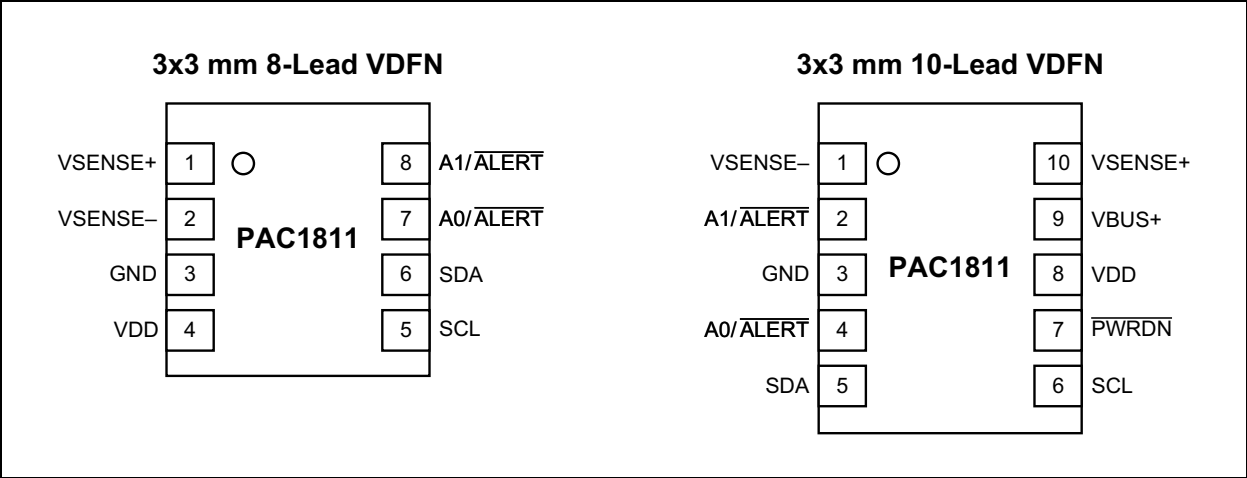 3x3 mm 8-Lead VDFN
VSENSE+ 1 8 A1/ALERT
VSENSE– 2 7 A0/ALERT
PAC1811
GND 3 6 SDA
VDD 4 5 SCL
3x3 mm 10-Lead VDFN
VSENSE– 1 10 VSENSE+
A1/ALERT 2 9 VBUS+
GND 3 PAC1811 8 VDD
A0/ALERT 4 7 PWRDN
SDA 5 6 SCL